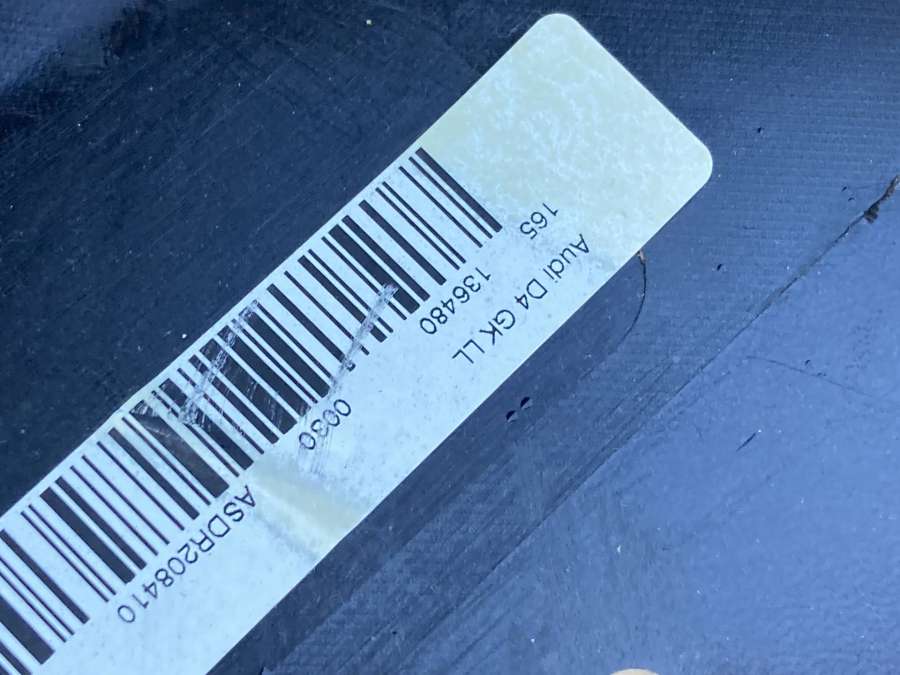 165 136480 0030 ASDR208410
Audi D4 GK LL